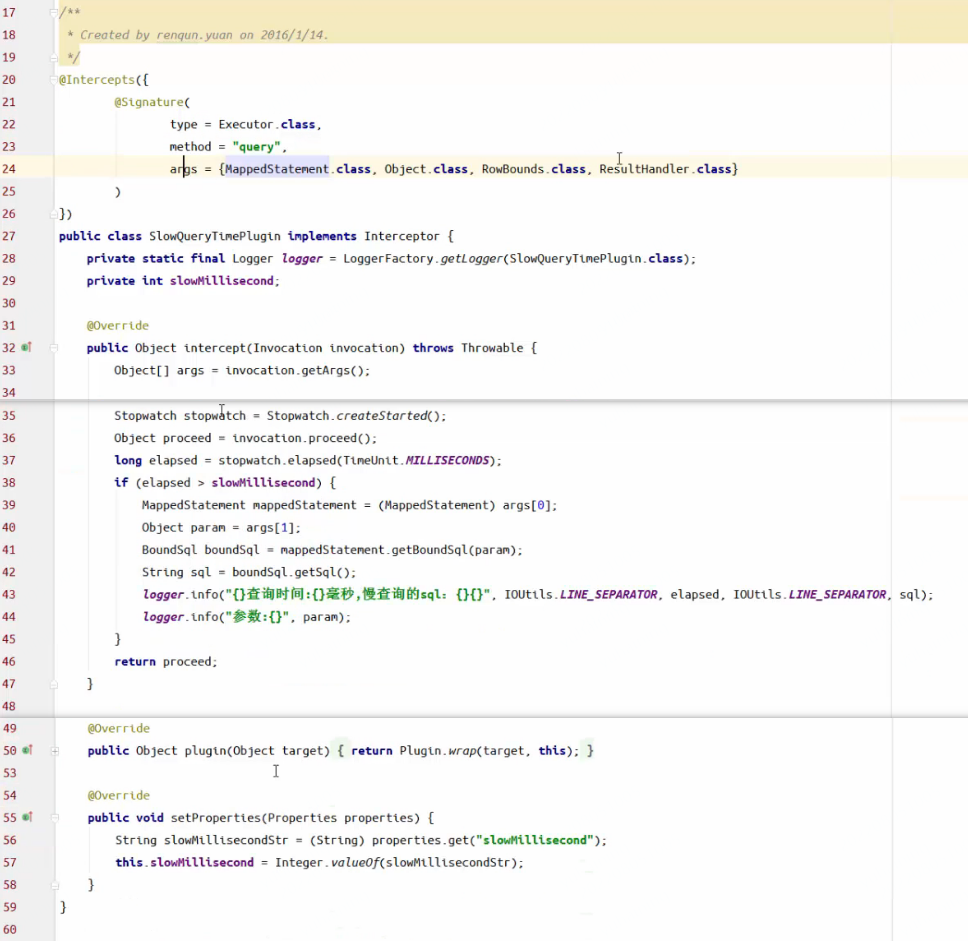 17 /**
18  * Created by renqun.yuan on 2016/1/14.
19  */
20 @Intercepts({
21         @Signature(
22                 type = Executor.class,
23                 method = "query",
24                 args = {MappedStatement.class, Object.class, RowBounds.class, ResultHandler.class}
25         )
26 })
27 public class SlowQueryTimePlugin implements Interceptor {
28     private static final Logger logger = LoggerFactory.getLogger(SlowQueryTimePlugin.class);
29     private int slowMillisecond;
30
31     @Override
32     public Object intercept(Invocation invocation) throws Throwable {
33         Object[] args = invocation.getArgs();
34
35         Stopwatch stopwatch = Stopwatch.createStarted();
36         Object proceed = invocation.proceed();
37         long elapsed = stopwatch.elapsed(TimeUnit.MILLISECONDS);
38         if (elapsed > slowMillisecond) {
39             MappedStatement mappedStatement = (MappedStatement) args[0];
40             Object param = args[1];
41             BoundSql boundSql = mappedStatement.getBoundSql(param);
42             String sql = boundSql.getSql();
43             logger.info("{}查询时间:{}毫秒,慢查询的sql: {}{}", IOUtils.LINE_SEPARATOR, elapsed, IOUtils.LINE_SEPARATOR, sql);
44             logger.info("参数:{}", param);
45         }
46         return proceed;
47     }
48
49     @Override
50     public Object plugin(Object target) { return Plugin.wrap(target, this); }
53
54     @Override
55     public void setProperties(Properties properties) {
56         String slowMillisecondStr = (String) properties.get("slowMillisecond");
57         this.slowMillisecond = Integer.valueOf(slowMillisecondStr);
58     }
59 }
60